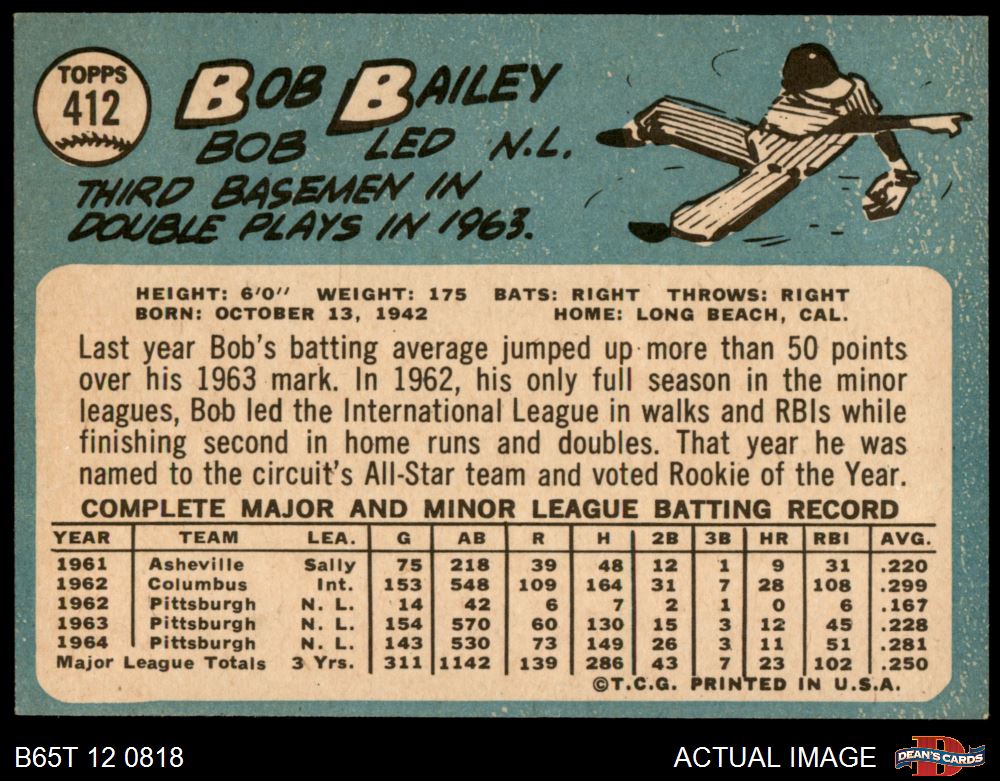 TOPPS
412
BOB BAILEY
BOB LED N.L.
THIRD BASEMEN IN
DOUBLE PLAYS IN 1963.
HEIGHT: 6'0" WEIGHT: 175 BATS: RIGHT THROWS: RIGHT
BORN: OCTOBER 13, 1942 HOME: LONG BEACH, CAL.
Last year Bob's batting average jumped up more than 50 points
over his 1963 mark. In 1962, his only full season in the minor
leagues, Bob led the International League in walks and RBIs while
finishing second in home runs and doubles. That year he was
named to the circuit's All-Star team and voted Rookie of the Year.
COMPLETE MAJOR AND MINOR LEAGUE BATTING RECORD
YEAR TEAM LEA. G AB R H 2B 3B HR RBI AVG.
1961 Asheville Sally 75 218 39 48 12 1 9 31 .220
1962 Columbus Int. 153 548 109 164 31 7 28 108 .299
1962 Pittsburgh N. L. 14 42 6 7 2 1 0 6 .167
1963 Pittsburgh N. L. 154 570 60 130 15 3 12 45 .228
1964 Pittsburgh N. L. 143 530 73 149 26 3 11 51 .281
Major League Totals 3 Yrs. 311 1142 139 286 43 7 23 102 .250
©T.C.G. PRINTED IN U.S.A.
B65T 12 0818 ACTUAL IMAGE DEAN'S CARDS